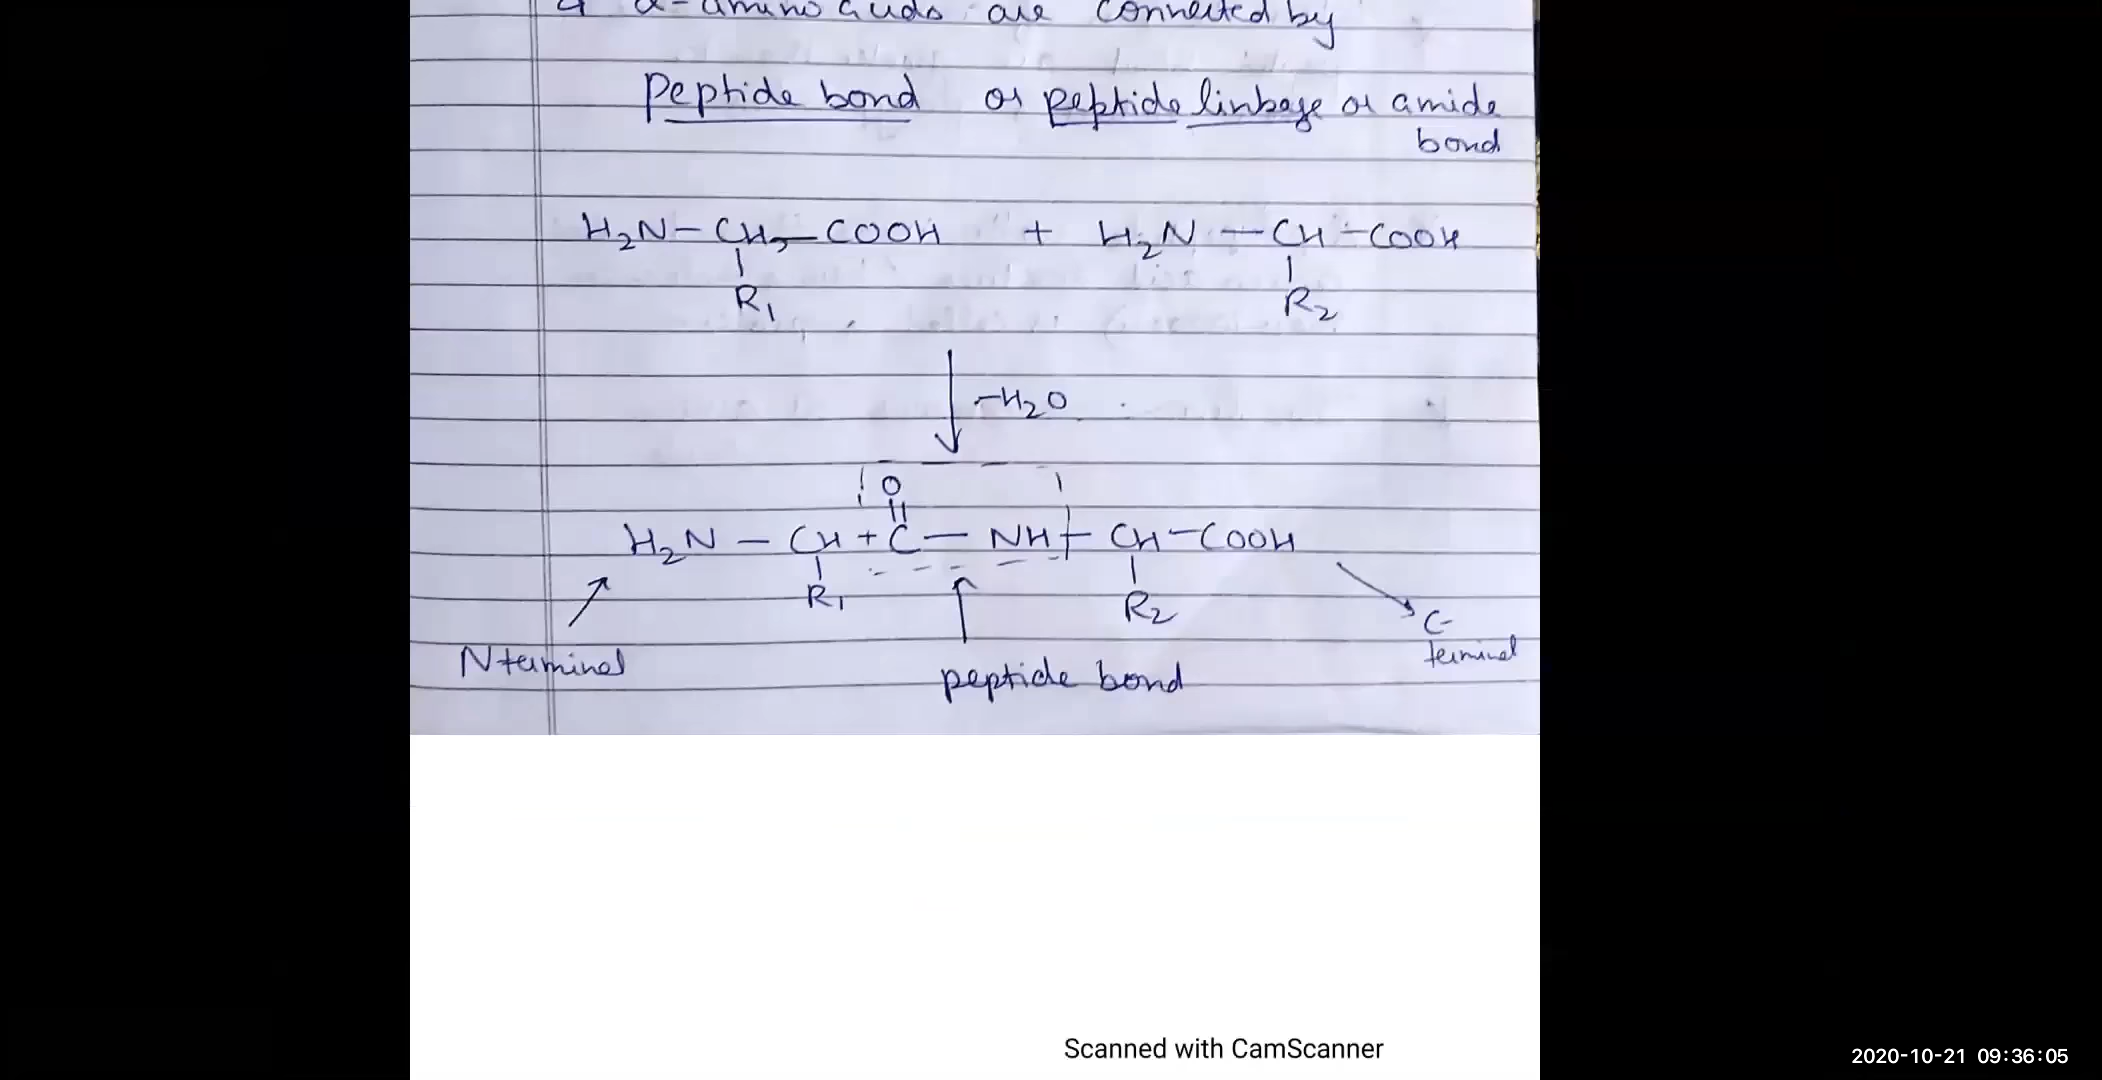 α-amino acids are connected by
Peptide bond or peptide linkage or amide
bond
H₂N — CH₂ — COOH + H₂N — CH — COOH
R₁ R₂
-H₂O
O
H₂N — CH + C — NH + CH — COOH
R₁ R₂
N terminal
C-
terminal
peptide bond
Scanned with CamScanner
2020-10-21 09:36:05